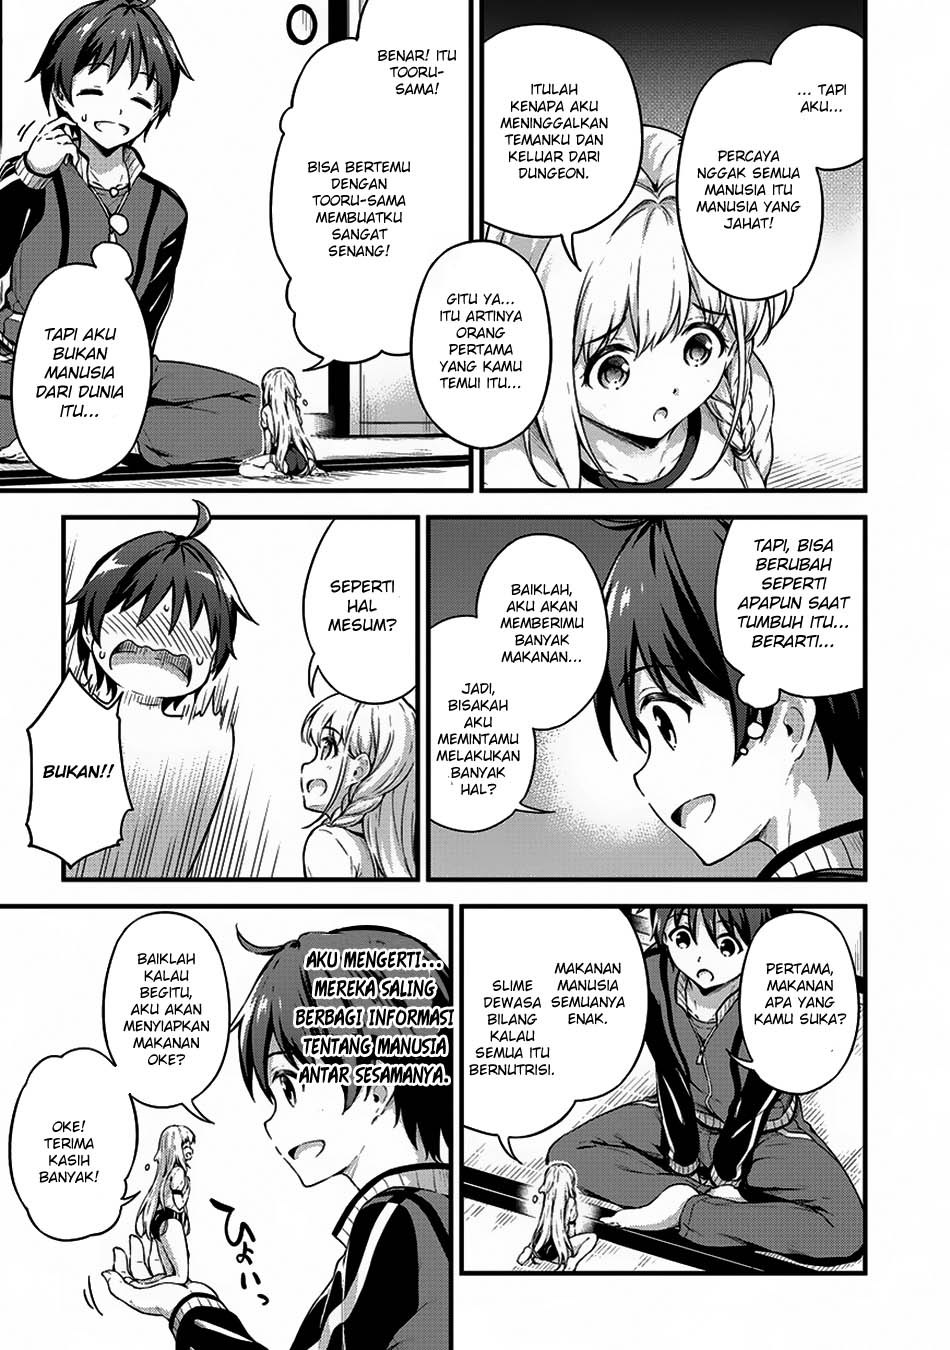 ... TAPI
AKU...
PERCAYA
NGGAK SEMUA
MANUSIA ITU
MANUSIA YANG
JAHAT!
ITULAH
KENAPA AKU
MENINGGALKAN
TEMANKU DAN
KELUAR DARI
DUNGEON.
GITU YA...
ITU ARTINYA
ORANG
PERTAMA
YANG KAMU
TEMUI ITU...
BENAR! ITU
TOORU-
SAMA!
BISA BERTEMU
DENGAN
TOORU-SAMA
MEMBUATKU
SANGAT
SENANG!
TAPI AKU
BUKAN
MANUSIA
DARI DUNIA
ITU...
TAPI, BISA
BERUBAH
SEPERTI
APAPUN SAAT
TUMBUH ITU...
BERARTI...
BAIKLAH,
AKU AKAN
MEMBERIMU
BANYAK
MAKANAN...
JADI,
BISAKAH
AKU
MEMINTAMU
MELAKUKAN
BANYAK
HAL?
SEPERTI
HAL
MESUM?
BUKAN!!
PERTAMA,
MAKANAN
APA YANG
KAMU SUKA?
MAKANAN
MANUSIA
SEMUANYA
ENAK.
SLIME
DEWASA
BILANG
KALAU
SEMUA ITU
BERNUTRISI.
AKU MENGERTI...
MEREKA SALING
BERBAGI INFORMASI
TENTANG MANUSIA
ANTAR SESAMANYA.
BAIKLAH
KALAU
BEGITU,
AKU AKAN
MENYIAPKAN
MAKANAN
OKE?
OKE!
TERIMA
KASIH
BANYAK!
ひょいっ